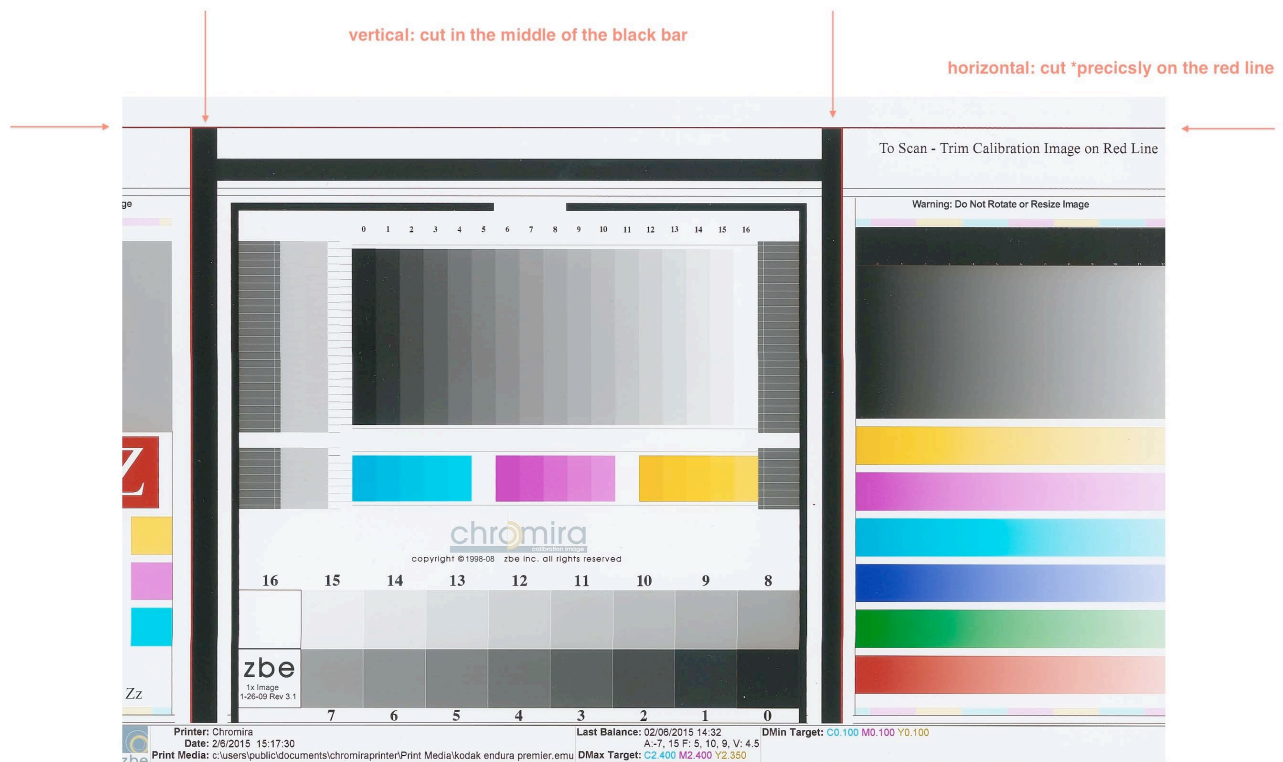 vertical: cut in the middle of the black bar
horizontal: cut *precicsly on the red line
To Scan - Trim Calibration Image on Red Line
ge
Warning: Do Not Rotate or Resize Image
0 1 2 3 4 5 6 7 8 9 10 11 12 13 14 15 16
Z
chromira
calibration image
copyright ©1998-08 zbe inc. all rights reserved
16 15 14 13 12 11 10 9 8
zbe
1x Image
1-26-09 Rev 3.1
Zz
7 6 5 4 3 2 1 0
zbe
Printer: Chromira
Date: 2/6/2015 15:17:30
Print Media: c:\users\public\documents\chromiraprinter\Print Media\kodak endura premier.emu
Last Balance: 02/06/2015 14:32
A:-7, 15 F: 5, 10, 9, V: 4.5
DMax Target: C2.400 M2.400 Y2.350
DMin Target: C0.100 M0.100 Y0.100